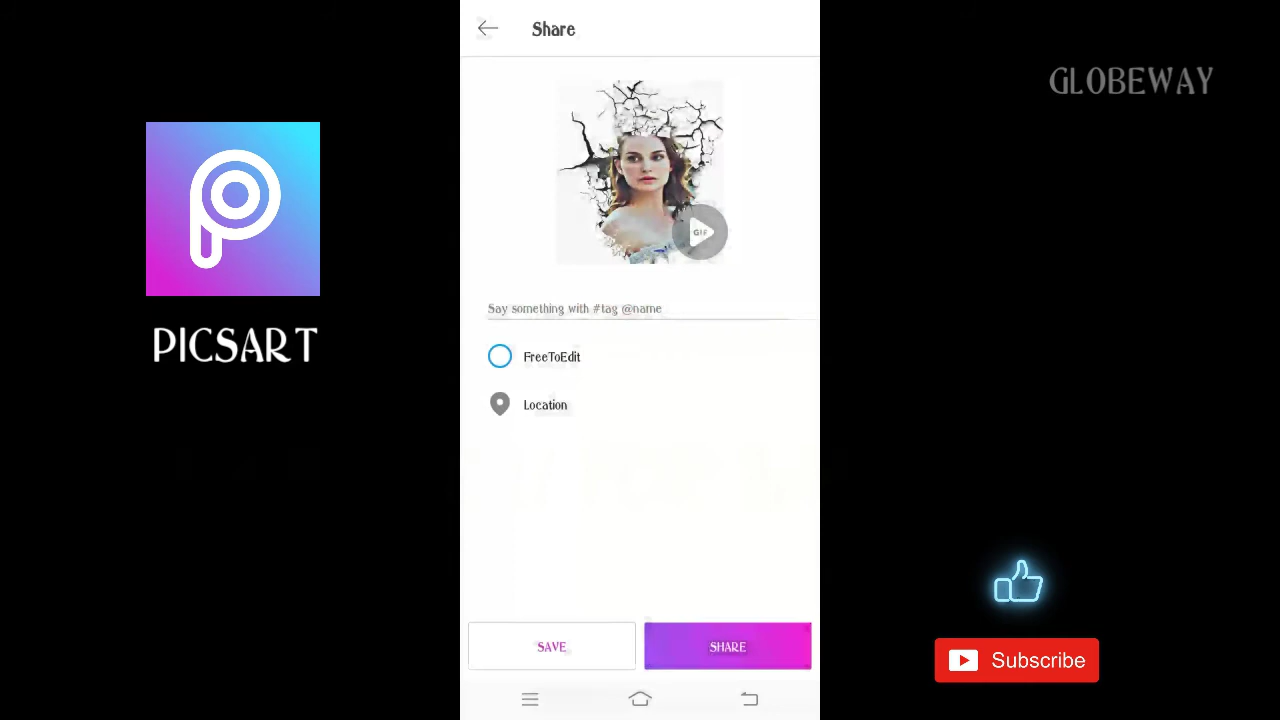 Share
GLOBEWAY
GIF
PICSART
Say something with #tag @name
FreeToEdit
Location
SAVE
SHARE
Subscribe